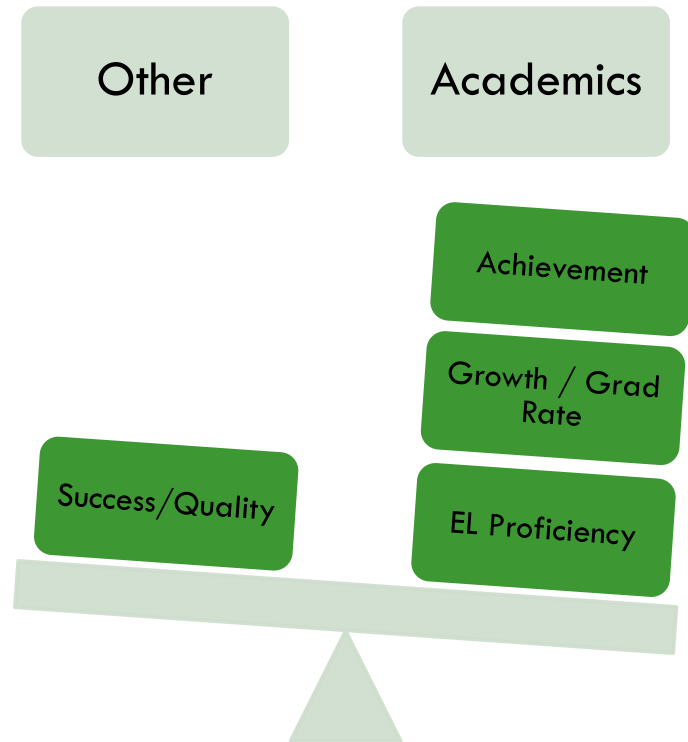 Other
Academics
Achievement
Growth / Grad
Rate
Success/Quality
EL Proficiency